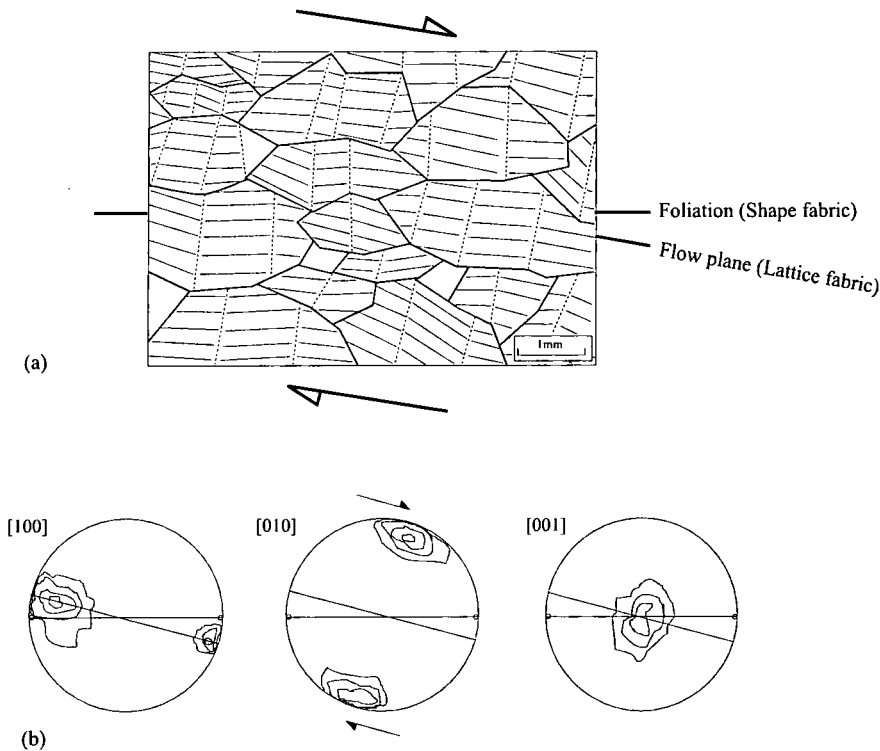 Foliation (Shape fabric)
Flow plane (Lattice fabric)
1mm
(a)
[100]
[010]
[001]
(b)